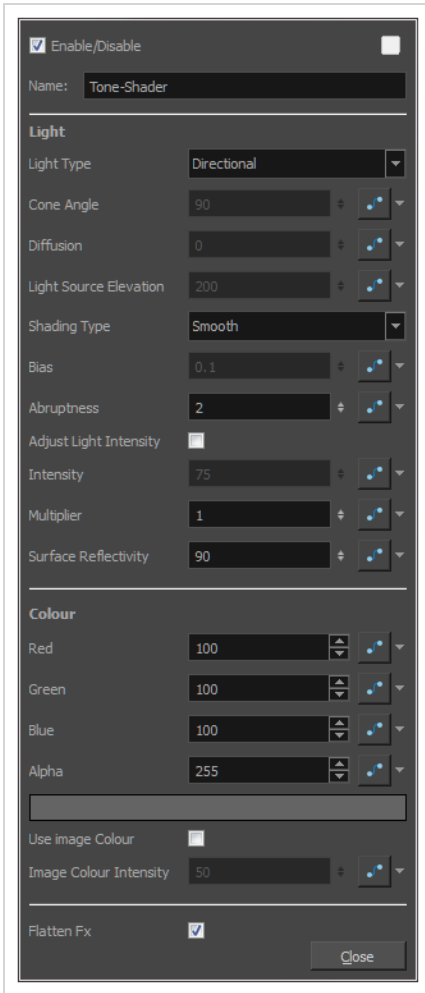 Enable/Disable
Name: Tone-Shader
Light
Light Type Directional
Cone Angle 90
Diffusion 0
Light Source Elevation 200
Shading Type Smooth
Bias 0.1
Abruptness 2
Adjust Light Intensity
Intensity 75
Multiplier 1
Surface Reflectivity 90
Colour
Red 100
Green 100
Blue 100
Alpha 255
Use image Colour
Image Colour Intensity 50
Flatten Fx
Close